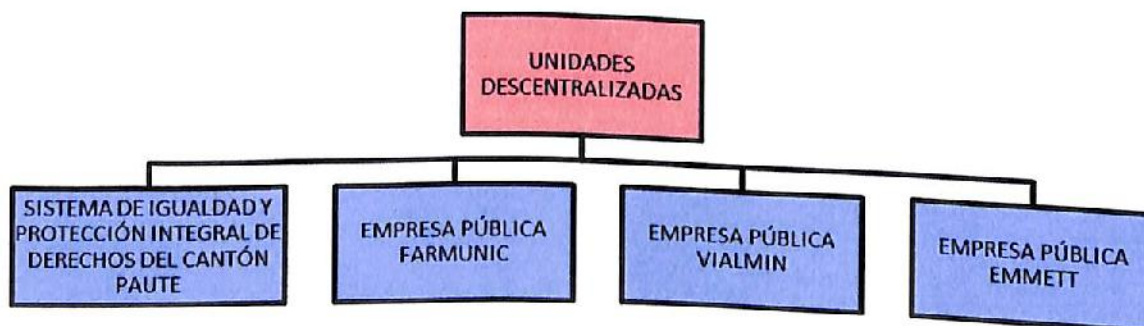 UNIDADES
DESCENTRALIZADAS
SISTEMA DE IGUALDAD Y
PROTECCIÓN INTEGRAL DE
DERECHOS DEL CANTÓN
PAUTE
EMPRESA PÚBLICA
FARMUNIC
EMPRESA PÚBLICA
VIALMIN
EMPRESA PÚBLICA
EMMETT